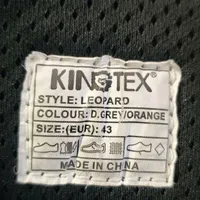 KINGTEX®
STYLE: LEOPARD
COLOUR: D.GREY/ORANGE
SIZE:(EUR): 43
MADE IN CHINA